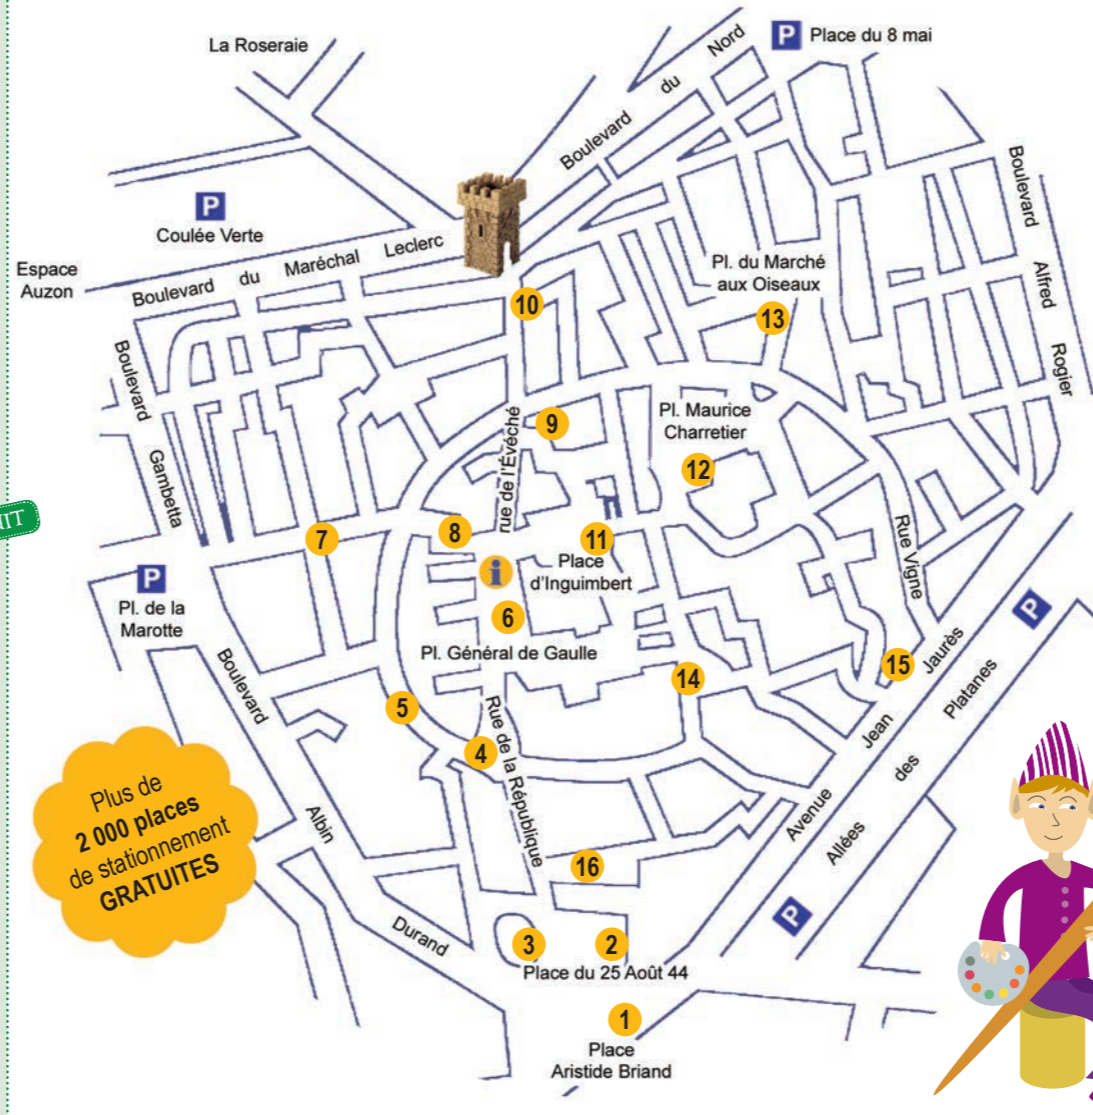 La Roseraie
Boulevard du Nord
P
Place du 8 mai
P
Coulée Verte
Espace
Auzon
Boulevard du Maréchal Leclerc
Boulevard Alfred Rogier
Pl. du Marché
aux Oiseaux
10
13
Boulevard Gambetta
rue de l'Évêché
9
Pl. Maurice
Charretier
12
7
8
11
Rue Vigne
i
Place
d'Inguimbert
P
Pl. de la
Marotte
6
Pl. Général de Gaulle
P
15
14
5
4
Rue de la République
Boulevard Albin Durand
Avenue Jean Jaurès
Allées des Platanes
Plus de
2 000 places
de stationnement
GRATUITES
16
P
3
2
Place du 25 Août 44
1
Place
Aristide Briand